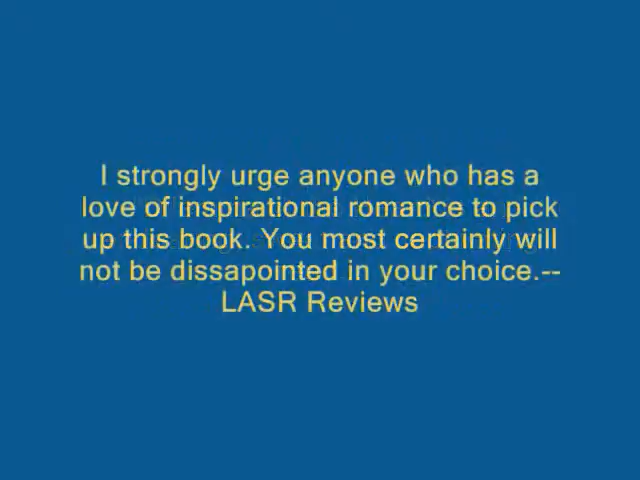 I strongly urge anyone who has a
love of inspirational romance to pick
up this book. You most certainly will
not be dissapointed in your choice.--
LASR Reviews